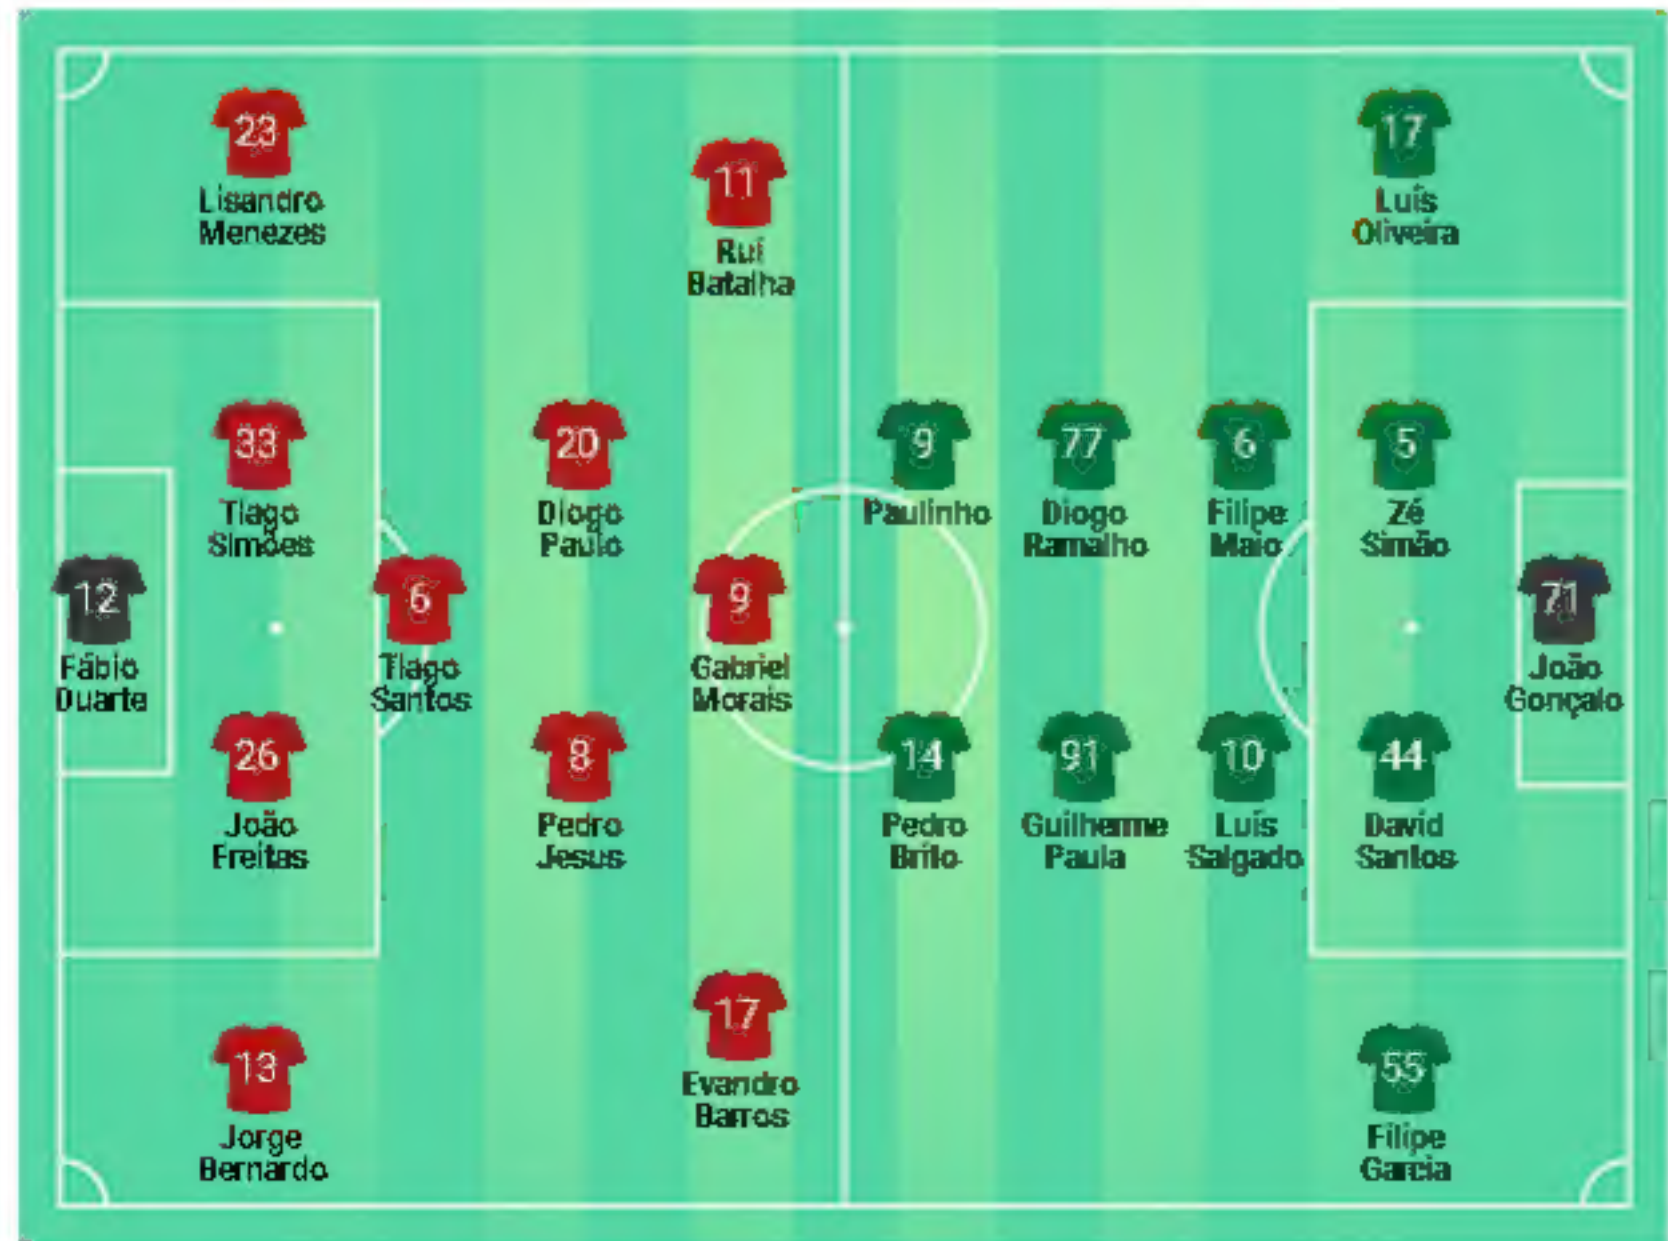 23
Lisandro
Menezes
11
Rui
Batalha
17
Luís
Oliveira
33
Tiago
Simões
20
Diogo
Paulo
9
Paulinho
77
Diogo
Ramalho
6
Filipe
Maio
5
Zé
Simão
12
Fábio
Duarte
6
Tiago
Santos
9
Gabriel
Morais
71
João
Gonçalo
26
João
Freitas
8
Pedro
Jesus
14
Pedro
Brito
91
Guilherme
Paula
10
Luís
Salgado
44
David
Santos
13
Jorge
Bernardo
17
Evandro
Barros
55
Filipe
Garcia